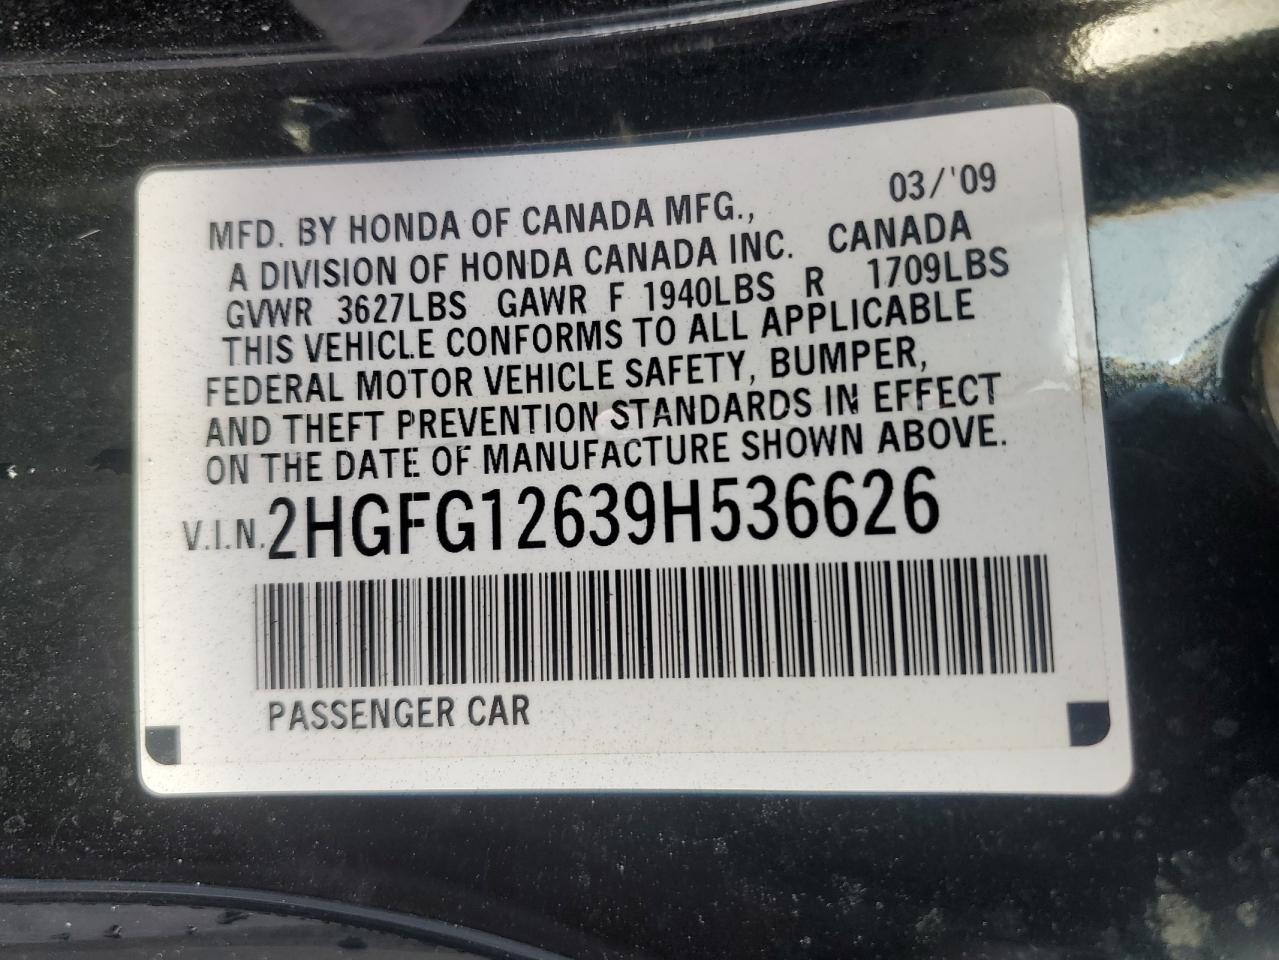 03/'09
MFD. BY HONDA OF CANADA MFG.,
A DIVISION OF HONDA CANADA INC. CANADA
GVWR 3627LBS GAWR F 1940LBS R 1709LBS
THIS VEHICLE CONFORMS TO ALL APPLICABLE
FEDERAL MOTOR VEHICLE SAFETY, BUMPER,
AND THEFT PREVENTION STANDARDS IN EFFECT
ON THE DATE OF MANUFACTURE SHOWN ABOVE.
V.I.N. 2HGFG12639H536626
PASSENGER CAR